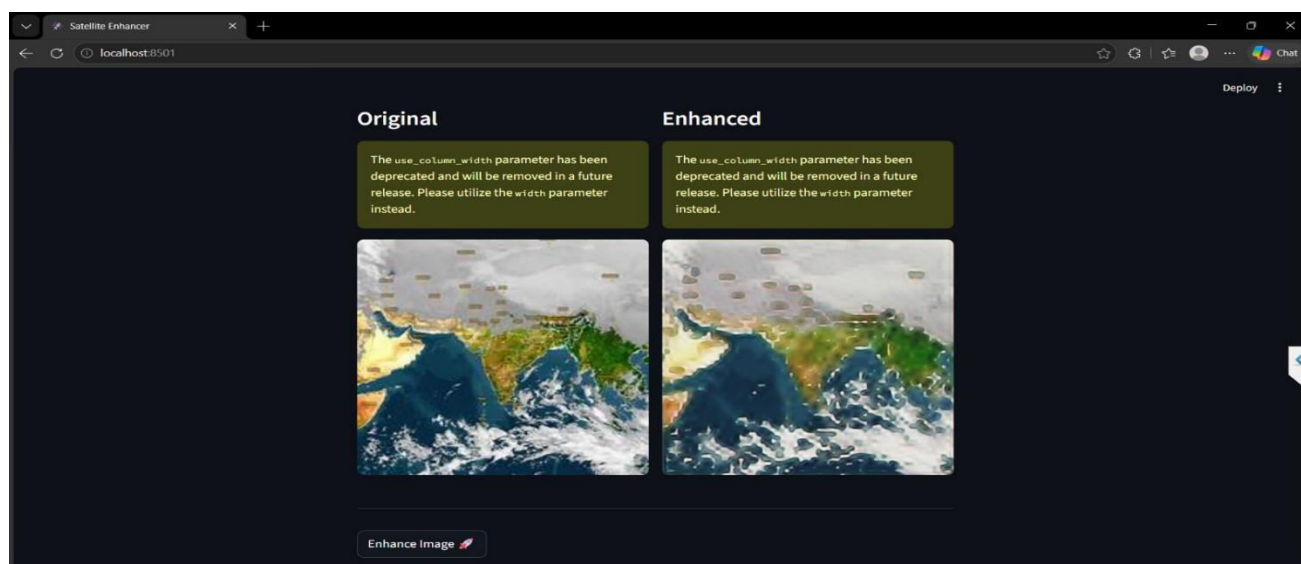 Satellite Enhancer
localhost:8501
Chat
Deploy
Original
Enhanced
The use_column_width parameter has been
deprecated and will be removed in a future
release. Please utilize the width parameter
instead.
The use_column_width parameter has been
deprecated and will be removed in a future
release. Please utilize the width parameter
instead.
Enhance Image 🚀